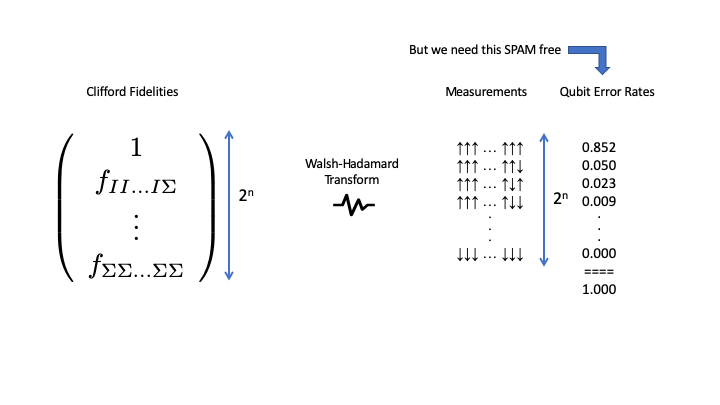 But we need this SPAM free
Clifford Fidelities
Measurements
Qubit Error Rates
1
f_{II...IΣ}
⋮
f_{ΣΣ...ΣΣ}
2ⁿ
Walsh-Hadamard
Transform
↑↑↑ ... ↑↑↑
↑↑↑ ... ↑↑↓
↑↑↑ ... ↑↓↑
↑↑↑ ... ↑↓↓
.
.
.
↓↓↓ ... ↓↓↓
2ⁿ
0.852
0.050
0.023
0.009
.
.
.
0.000
====
1.000